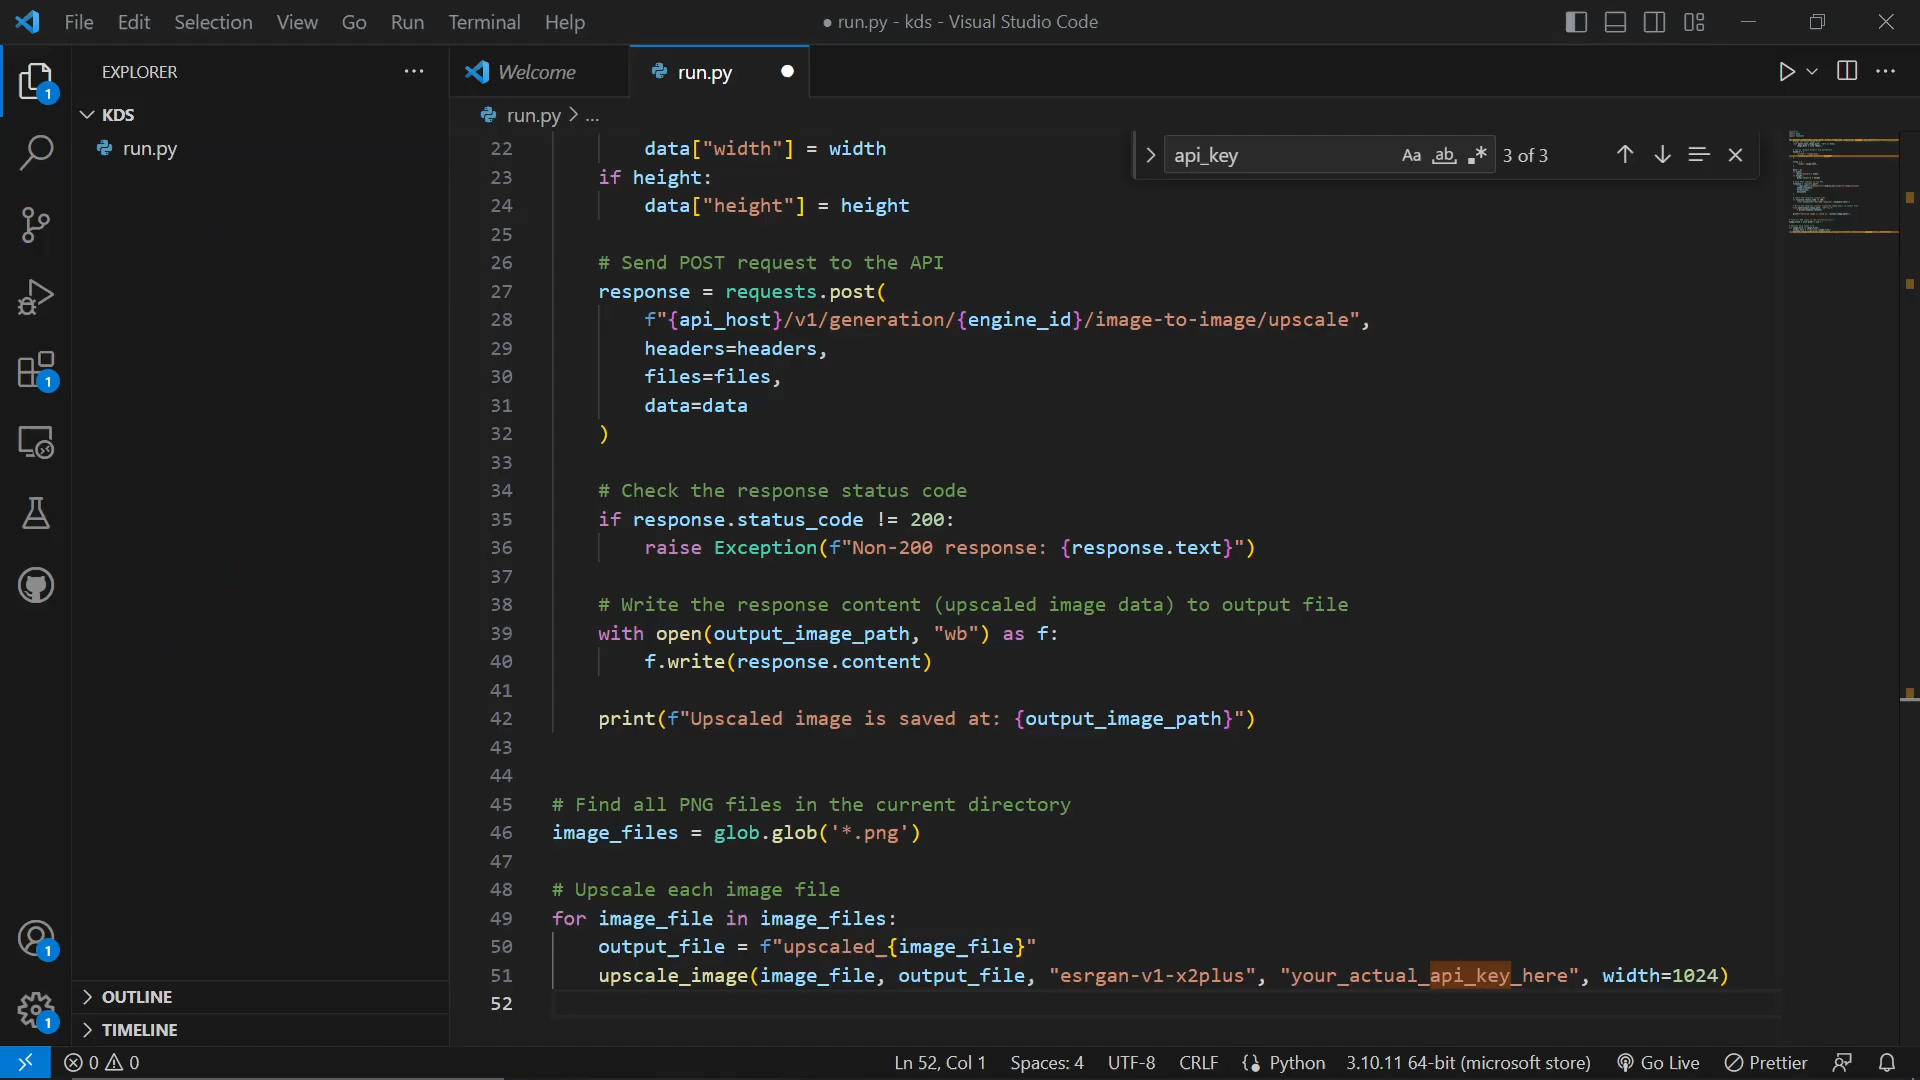 File Edit Selection View Go Run Terminal Help
● run.py - kds - Visual Studio Code
EXPLORER
Welcome
run.py
KDS
run.py > ...
run.py
api_key
Aa
ab
3 of 3
22 data["width"] = width
23 if height:
24 data["height"] = height
25
26 # Send POST request to the API
27 response = requests.post(
28 f"{api_host}/v1/generation/{engine_id}/image-to-image/upscale",
29 headers=headers,
30 files=files,
31 data=data
32 )
33
34 # Check the response status code
35 if response.status_code != 200:
36 raise Exception(f"Non-200 response: {response.text}")
37
38 # Write the response content (upscaled image data) to output file
39 with open(output_image_path, "wb") as f:
40 f.write(response.content)
41
42 print(f"Upscaled image is saved at: {output_image_path}")
43
44
45 # Find all PNG files in the current directory
46 image_files = glob.glob('*.png')
47
48 # Upscale each image file
49 for image_file in image_files:
50 output_file = f"upscaled_{image_file}"
51 upscale_image(image_file, output_file, "esrgan-v1-x2plus", "your_actual_api_key_here", width=1024)
52
1
1
1
1
OUTLINE
TIMELINE
0 0
Ln 52, Col 1 Spaces: 4 UTF-8 CRLF Python 3.10.11 64-bit (microsoft store) Go Live Prettier